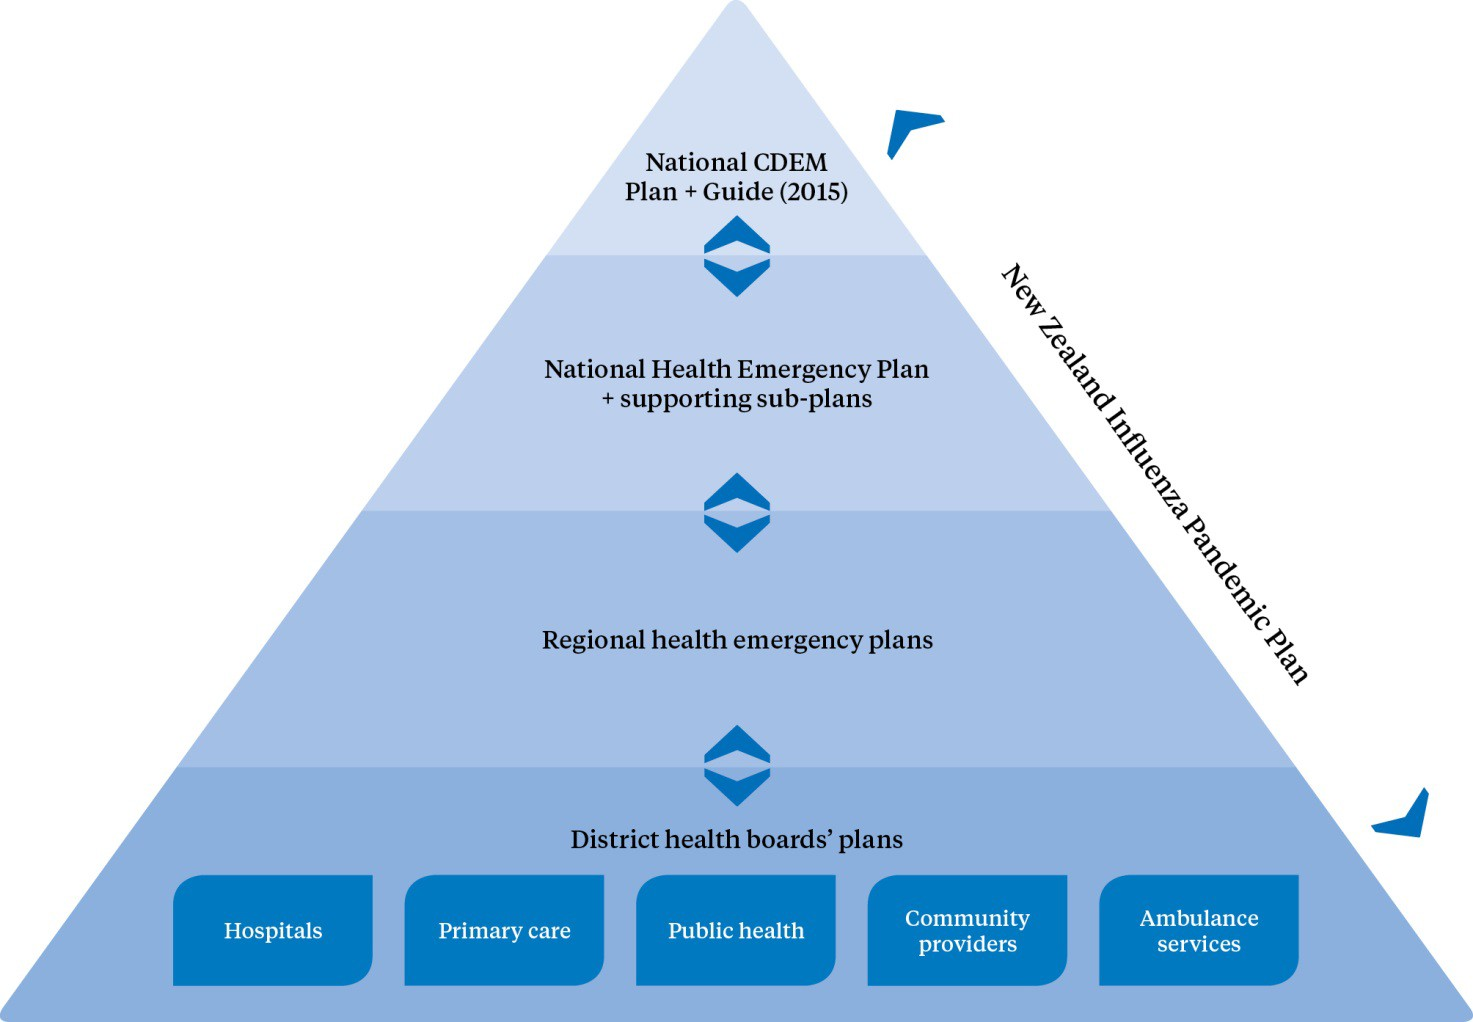 National CDEM
Plan + Guide (2015)
National Health Emergency Plan
+ supporting sub-plans
New Zealand Influenza Pandemic Plan
Regional health emergency plans
District health boards’ plans
Hospitals
Primary care
Public health
Community
providers
Ambulance
services